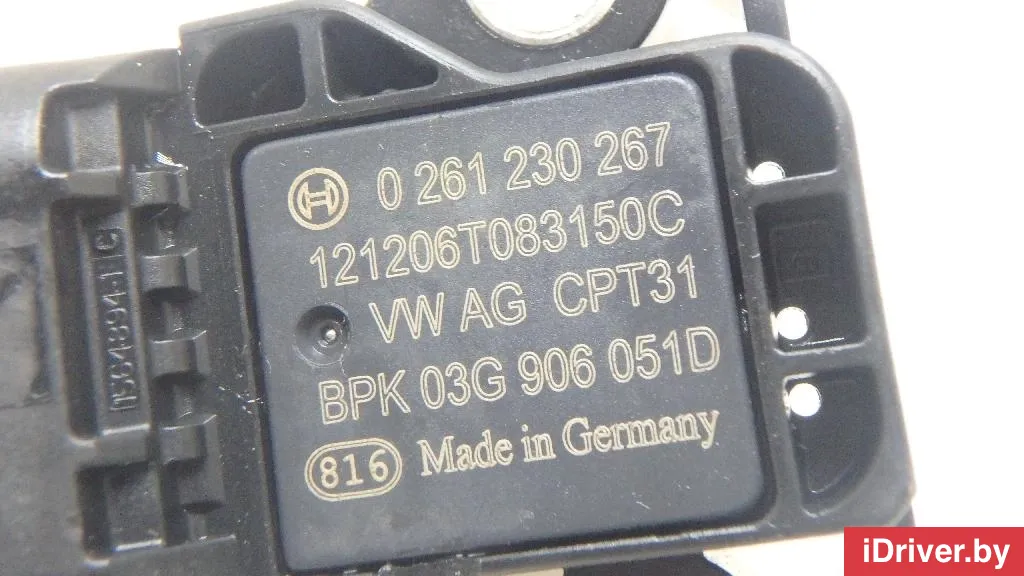 0 261 230 267
121206T083150C
VW AG CPT31
BPK 03G 906 051D
816 Made in Germany
iDriver.by